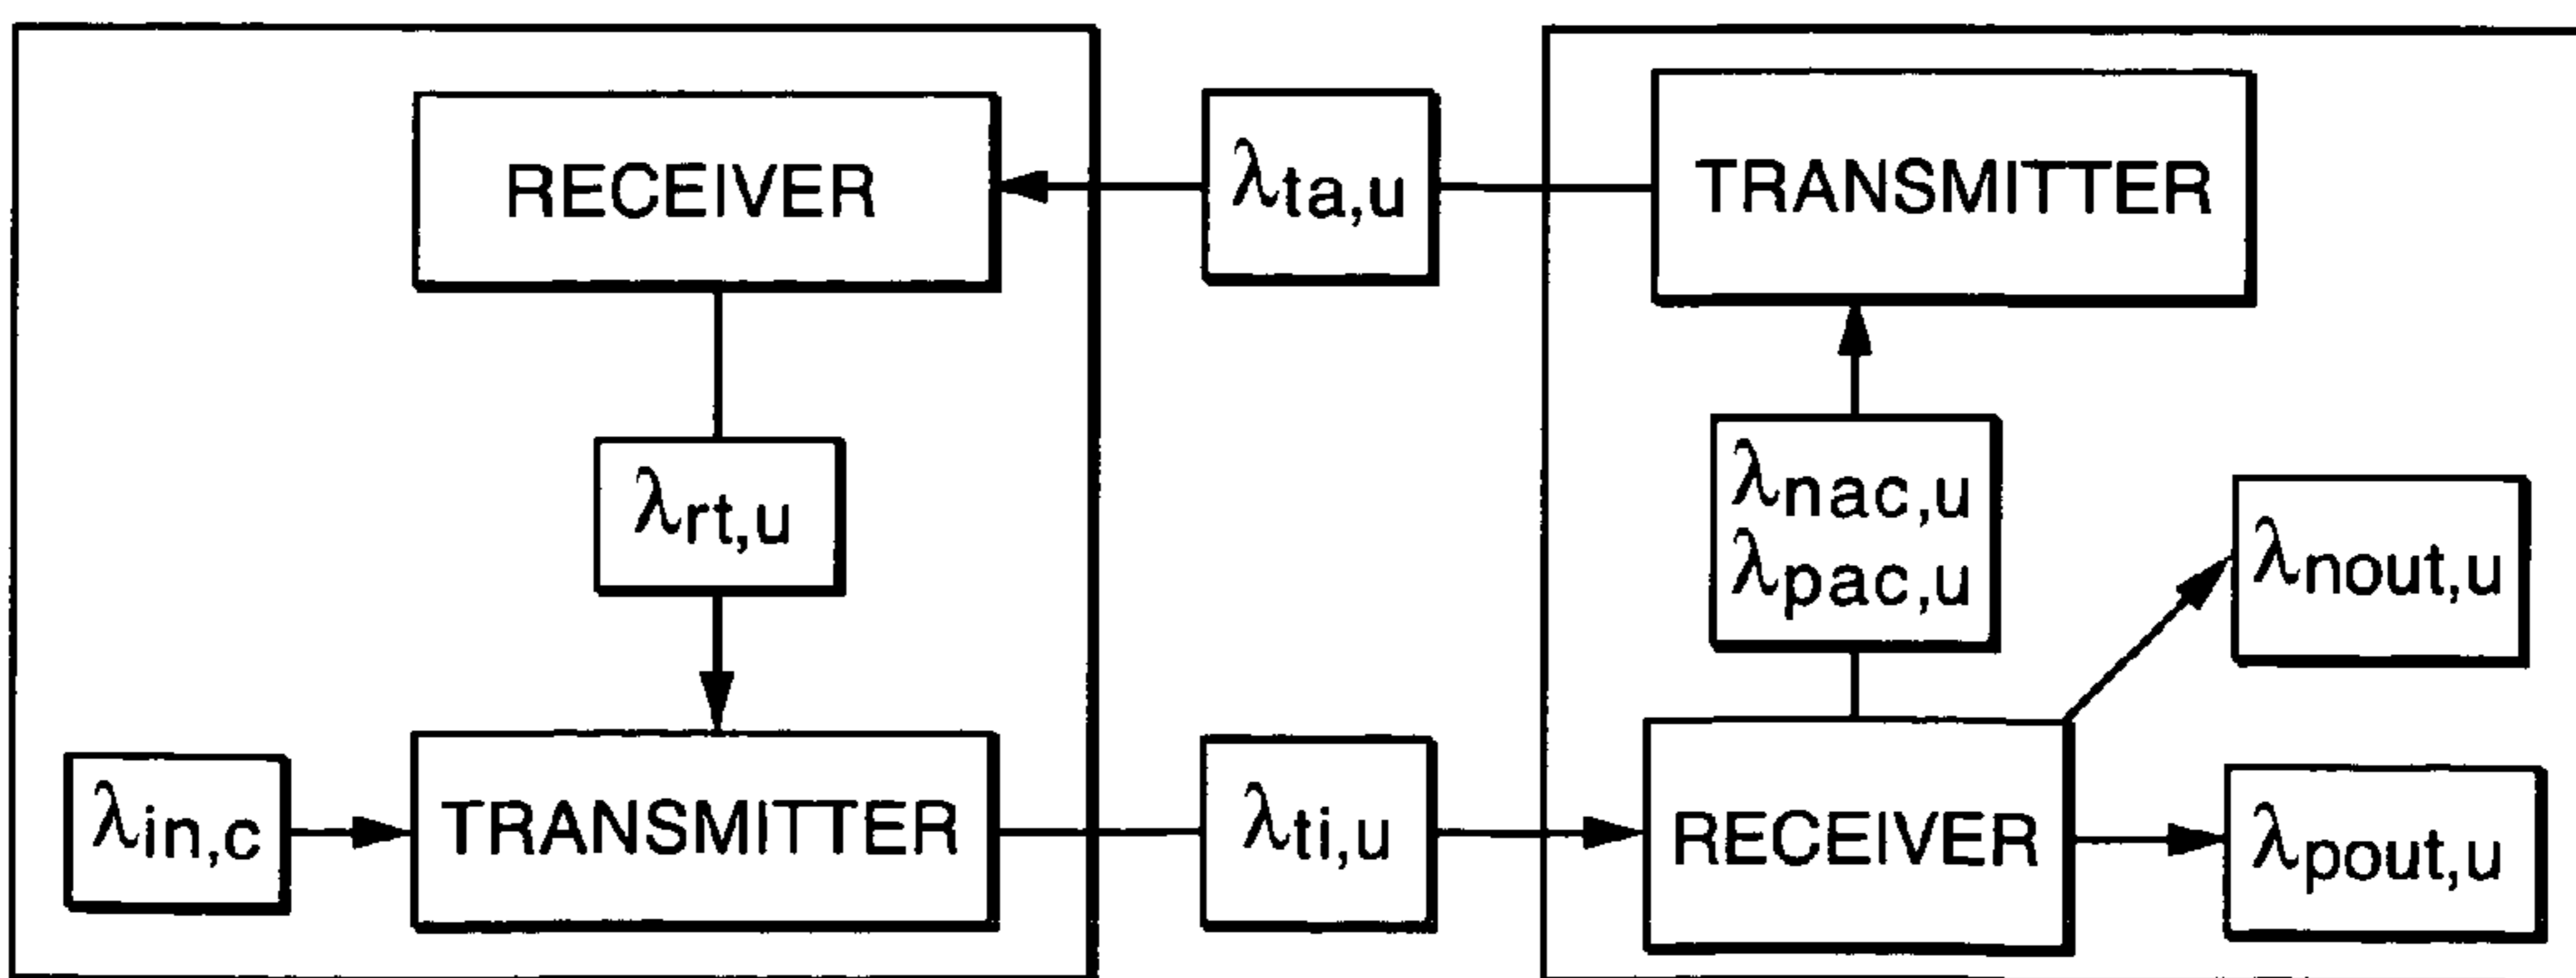 RECEIVER
λta,u
TRANSMITTER
λrt,u
λnac,u
λpac,u
λnout,u
λin,c
TRANSMITTER
λti,u
RECEIVER
λpout,u